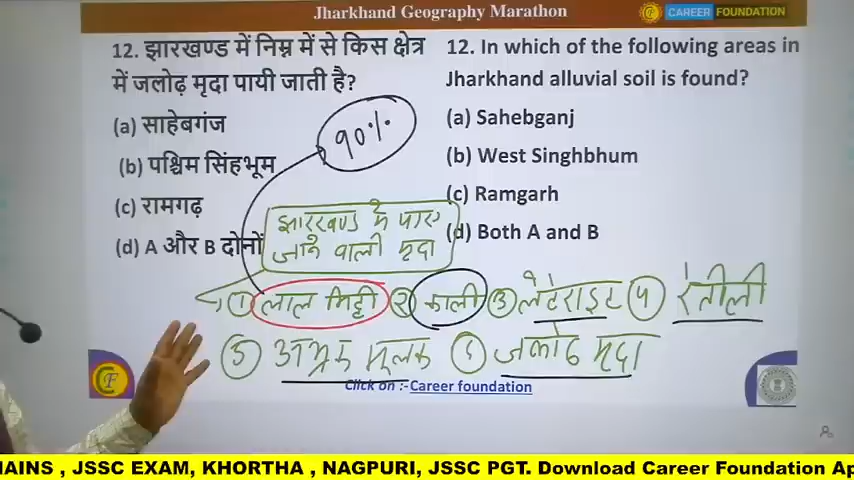 Jharkhand Geography Marathon
CAREER FOUNDATION
12. झारखण्ड में निम्न में से किस क्षेत्र
में जलोढ़ मृदा पायी जाती है?
(a) साहेबगंज
(b) पश्चिम सिंहभूम
(c) रामगढ़
(d) A और B दोनों
12. In which of the following areas in
Jharkhand alluvial soil is found?
(a) Sahebganj
(b) West Singhbhum
(c) Ramgarh
(d) Both A and B
90%
झारखण्ड में पाए
जाने वाली मृदा
① लाल मिट्टी ② काली ③ लेटेराइट ④ रेतीली
⑤ अभ्रक मूलक ⑥ जलोढ मृदा
Click on :-Career foundation
MAINS , JSSC EXAM, KHORTHA , NAGPURI, JSSC PGT. Download Career Foundation Ap